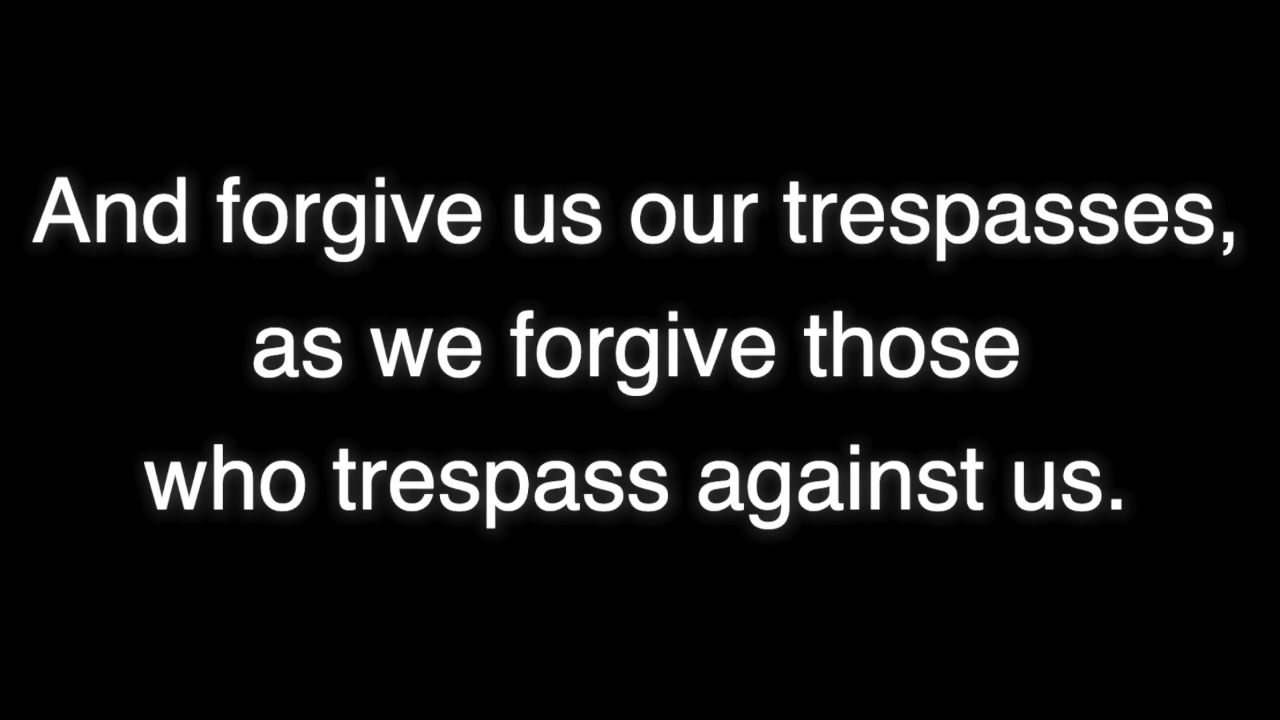 And forgive us our trespasses,
as we forgive those
who trespass against us.